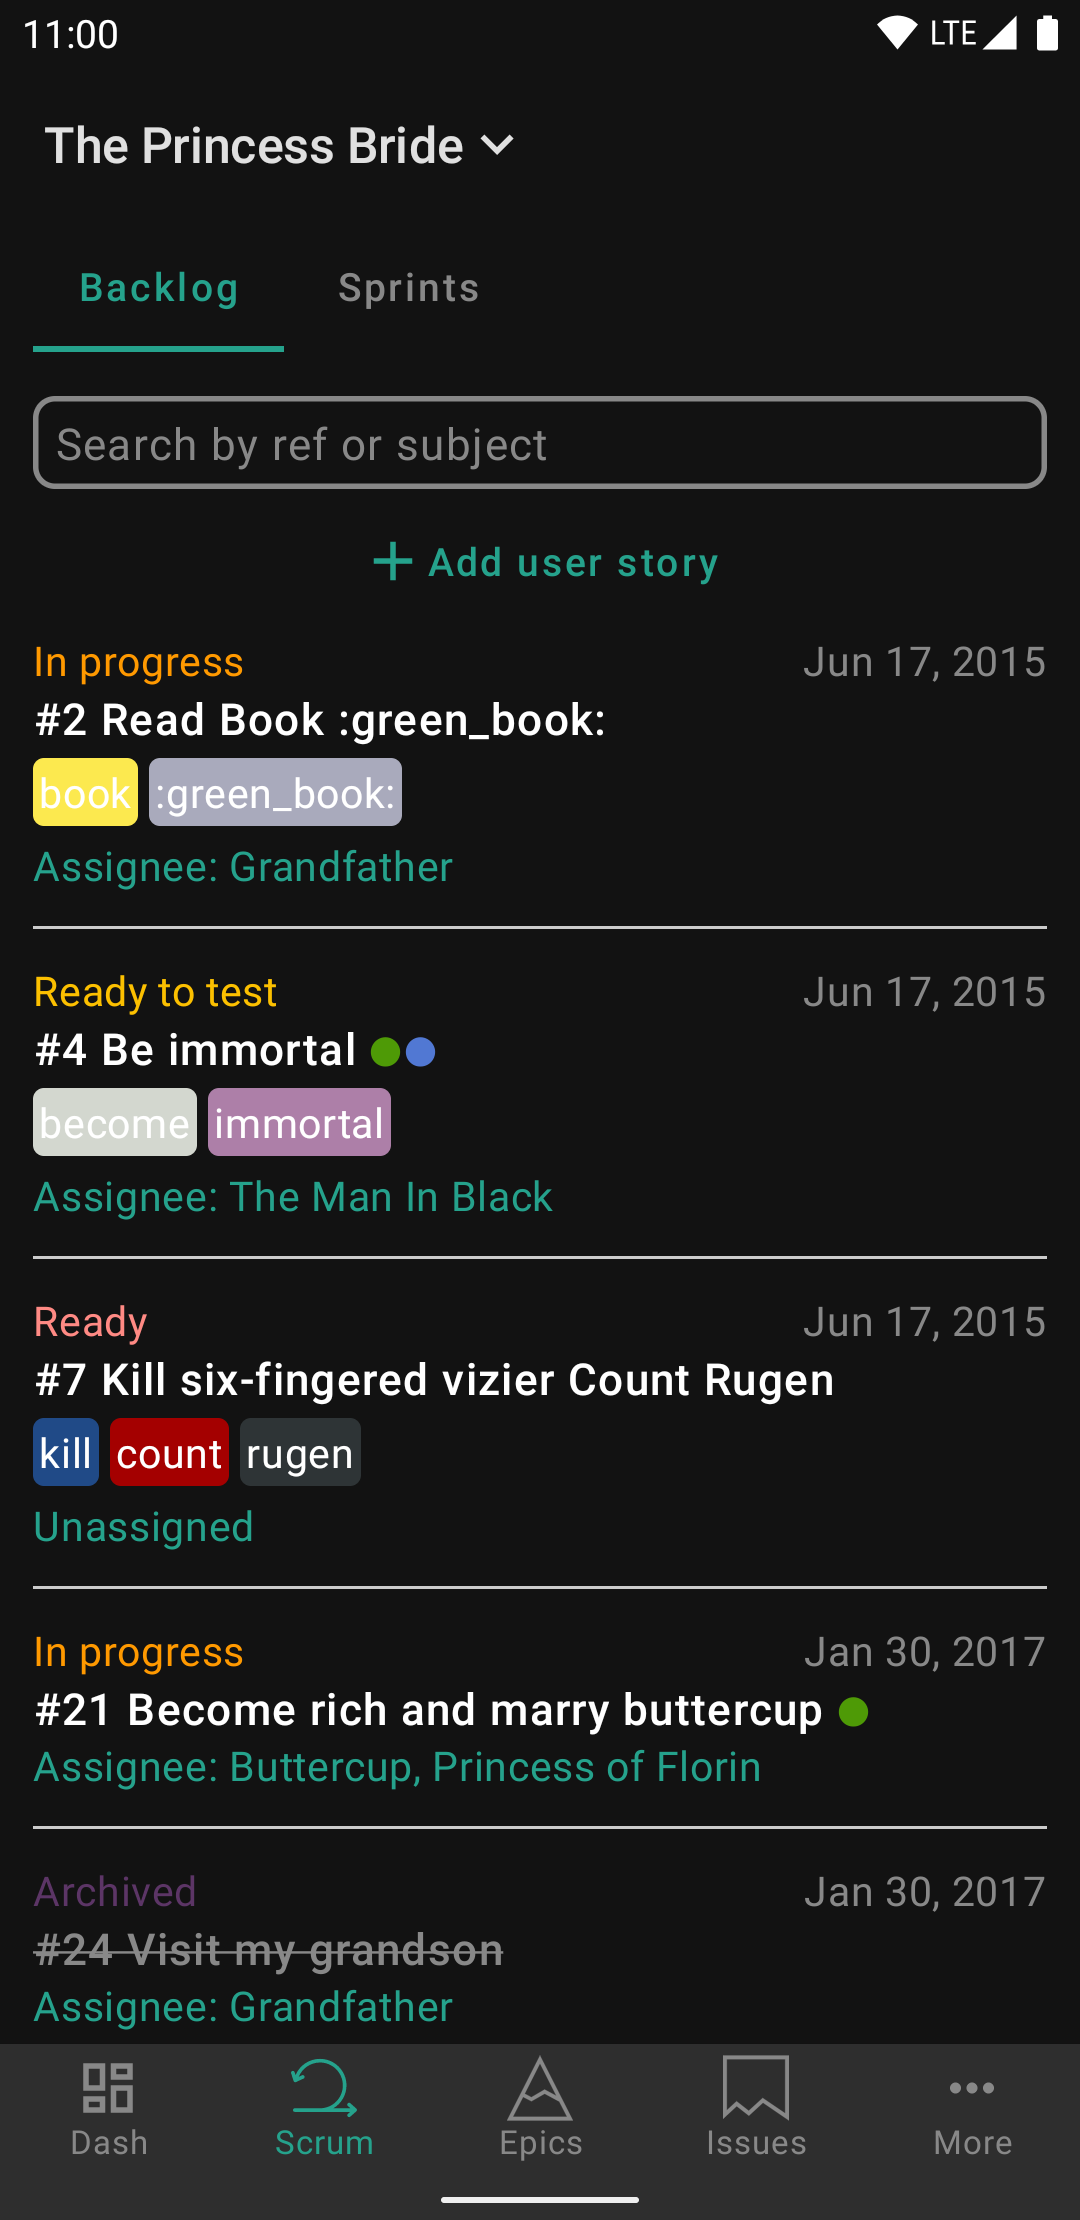 11:00 LTE
The Princess Bride
Backlog Sprints
Search by ref or subject
+ Add user story
In progress Jun 17, 2015
#2 Read Book :green_book:
book :green_book:
Assignee: Grandfather
Ready to test Jun 17, 2015
#4 Be immortal
become immortal
Assignee: The Man In Black
Ready Jun 17, 2015
#7 Kill six-fingered vizier Count Rugen
kill count rugen
Unassigned
In progress Jan 30, 2017
#21 Become rich and marry buttercup
Assignee: Buttercup, Princess of Florin
Archived Jan 30, 2017
#24 Visit my grandson
Assignee: Grandfather
Dash Scrum Epics Issues More